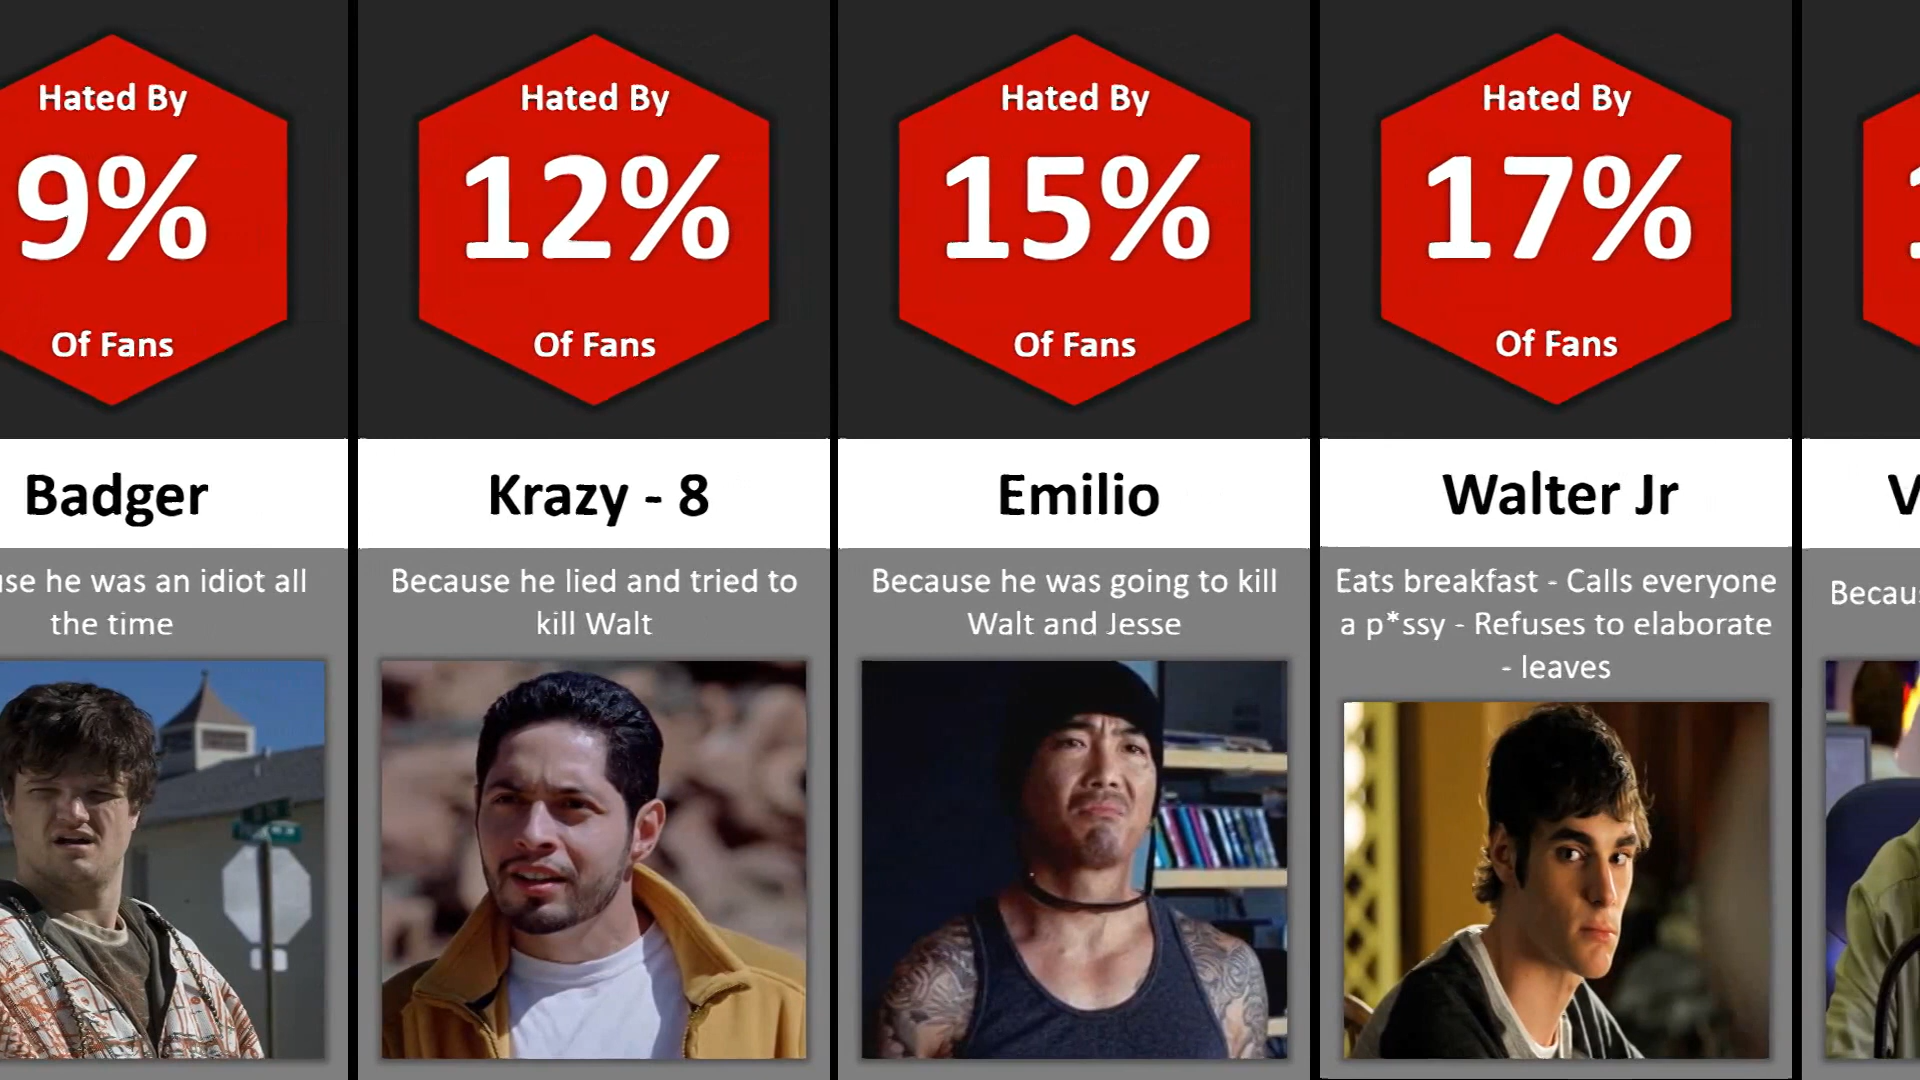 Hated By
9%
Of Fans
Badger
he was an idiot all
the time
Hated By
12%
Of Fans
Krazy - 8
Because he lied and tried to
kill Walt
Hated By
15%
Of Fans
Emilio
Because he was going to kill
Walt and Jesse
Hated By
17%
Of Fans
Walter Jr
Eats breakfast - Calls everyone
a p*ssy - Refuses to elaborate
- leaves